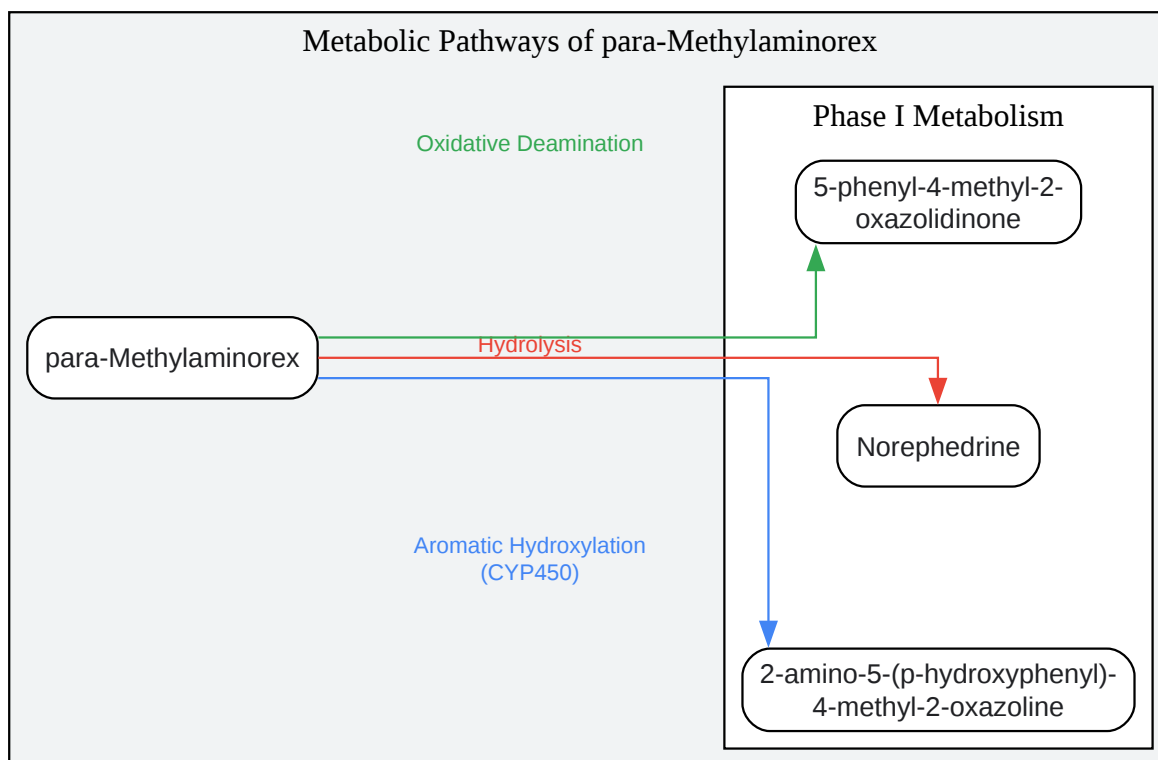 Metabolic Pathways of para-Methylaminorex
Phase I Metabolism
Oxidative Deamination
5-phenyl-4-methyl-2-
oxazolidinone
Hydrolysis
para-Methylaminorex
Norephedrine
Aromatic Hydroxylation
(CYP450)
2-amino-5-(p-hydroxyphenyl)-
4-methyl-2-oxazoline